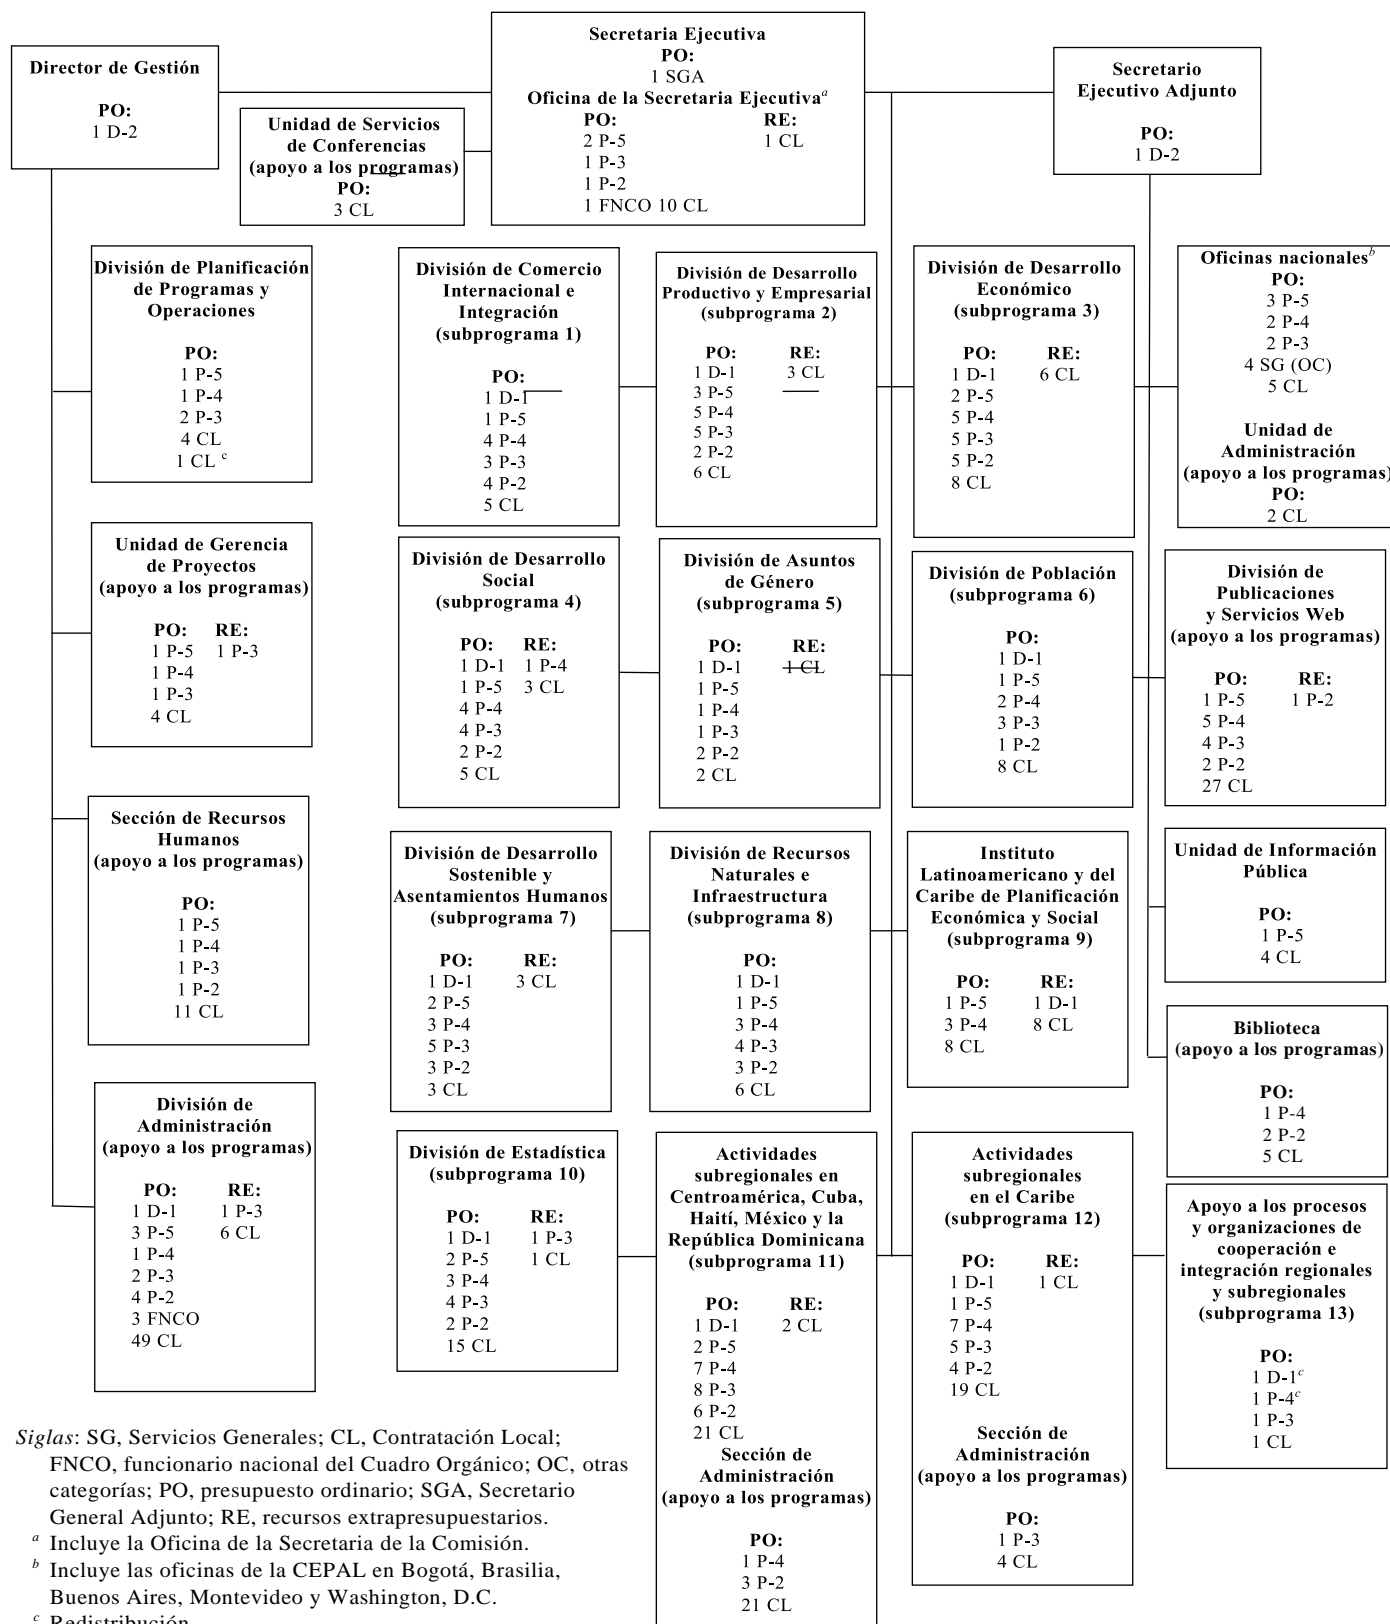 Director de Gestión
PO:
1 D-2
Secretaria Ejecutiva
PO:
1 SGA
Oficina de la Secretaria Ejecutiva a
PO: RE:
2 P-5 1 CL
1 P-3
1 P-2
1 FNCO 10 CL
Secretario
Ejecutivo Adjunto
PO:
1 D-2
Unidad de Servicios
de Conferencias
(apoyo a los programas)
PO:
3 CL
División de Planificación
de Programas y
Operaciones
PO:
1 P-5
1 P-4
2 P-3
4 CL
1 CL c
División de Comercio
Internacional e
Integración
(subprograma 1)
PO:
1 D-1
1 P-5
4 P-4
3 P-3
4 P-2
5 CL
División de Desarrollo
Productivo y Empresarial
(subprograma 2)
PO: RE:
1 D-1 3 CL
3 P-5
5 P-4
5 P-3
2 P-2
6 CL
División de Desarrollo
Económico
(subprograma 3)
PO: RE:
1 D-1 6 CL
2 P-5
5 P-4
5 P-3
5 P-2
8 CL
Oficinas nacionales b
PO:
3 P-5
2 P-4
2 P-3
4 SG (OC)
5 CL
Unidad de
Administración
(apoyo a los programas)
PO:
2 CL
Unidad de Gerencia
de Proyectos
(apoyo a los programas)
PO: RE:
1 P-5 1 P-3
1 P-4
1 P-3
4 CL
División de Desarrollo
Social
(subprograma 4)
PO: RE:
1 D-1 1 P-4
1 P-5 3 CL
4 P-4
4 P-3
2 P-2
5 CL
División de Asuntos
de Género
(subprograma 5)
PO: RE:
1 D-1 1 CL
1 P-5
1 P-4
1 P-3
2 P-2
2 CL
División de Población
(subprograma 6)
PO:
1 D-1
1 P-5
2 P-4
3 P-3
1 P-2
8 CL
División de
Publicaciones
y Servicios Web
(apoyo a los programas)
PO: RE:
1 P-5 1 P-2
5 P-4
4 P-3
2 P-2
27 CL
Sección de Recursos
Humanos
(apoyo a los programas)
PO:
1 P-5
1 P-4
1 P-3
1 P-2
11 CL
División de Desarrollo
Sostenible y
Asentamientos Humanos
(subprograma 7)
PO: RE:
1 D-1 3 CL
2 P-5
3 P-4
5 P-3
3 P-2
3 CL
División de Recursos
Naturales e
Infraestructura
(subprograma 8)
PO:
1 D-1
1 P-5
3 P-4
4 P-3
3 P-2
6 CL
Instituto
Latinoamericano y del
Caribe de Planificación
Económica y Social
(subprograma 9)
PO: RE:
1 P-5 1 D-1
3 P-4 8 CL
8 CL
Unidad de Información
Pública
PO:
1 P-5
4 CL
Biblioteca
(apoyo a los programas)
PO:
1 P-4
2 P-2
5 CL
División de
Administración
(apoyo a los programas)
PO: RE:
1 D-1 1 P-3
3 P-5 6 CL
1 P-4
2 P-3
4 P-2
3 FNCO
49 CL
División de Estadística
(subprograma 10)
PO: RE:
1 D-1 1 P-3
2 P-5 1 CL
3 P-4
4 P-3
2 P-2
15 CL
Actividades
subregionales en
Centroamérica, Cuba,
Haití, México y la
República Dominicana
(subprograma 11)
PO: RE:
1 D-1 2 CL
2 P-5
7 P-4
8 P-3
6 P-2
21 CL
Sección de
Administración
(apoyo a los programas)
PO:
1 P-4
3 P-2
21 CL
Actividades
subregionales
en el Caribe
(subprograma 12)
PO: RE:
1 D-1 1 CL
1 P-5
7 P-4
5 P-3
4 P-2
19 CL
Sección de
Administración
(apoyo a los programas)
PO:
1 P-3
4 CL
Apoyo a los procesos
y organizaciones de
cooperación e
integración regionales
y subregionales
(subprograma 13)
PO:
1 D-1 c
1 P-4 c
1 P-3
1 CL
Siglas: SG, Servicios Generales; CL, Contratación Local;
FNCO, funcionario nacional del Cuadro Orgánico; OC, otras
categorías; PO, presupuesto ordinario; SGA, Secretario
General Adjunto; RE, recursos extrapresupuestarios.
a Incluye la Oficina de la Secretaria de la Comisión.
b Incluye las oficinas de la CEPAL en Bogotá, Brasilia,
Buenos Aires, Montevideo y Washington, D.C.
c Redistribución